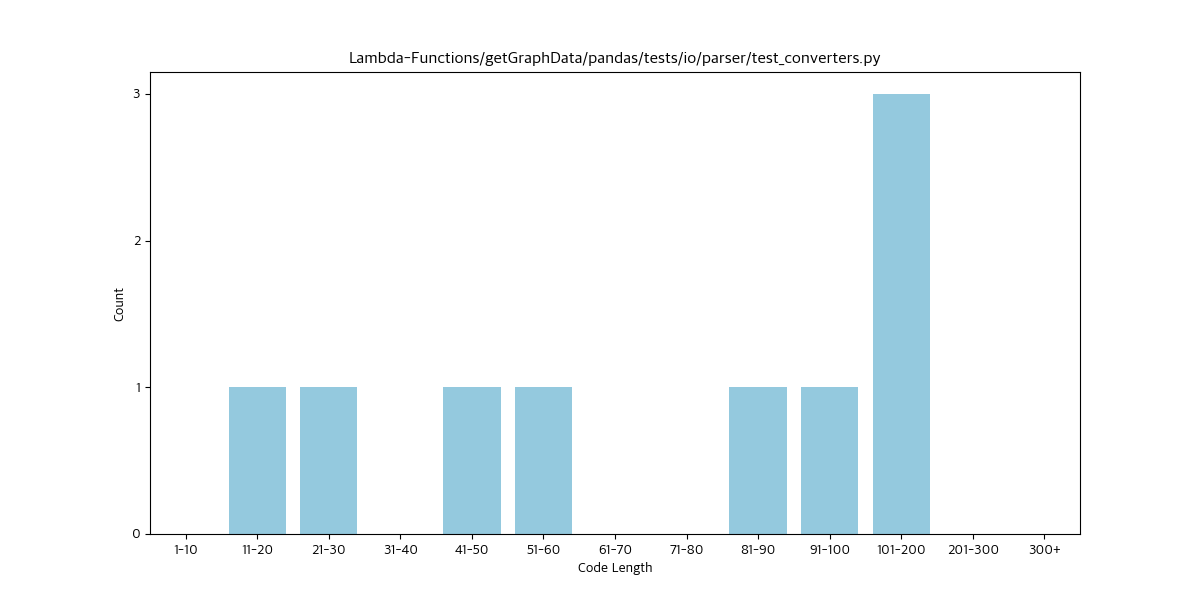 Lambda-Functions/getGraphData/pandas/tests/io/parser/test_converters.py
3
2
1
0
Count
1-10 11-20 21-30 31-40 41-50 51-60 61-70 71-80 81-90 91-100 101-200 201-300 300+
Code Length